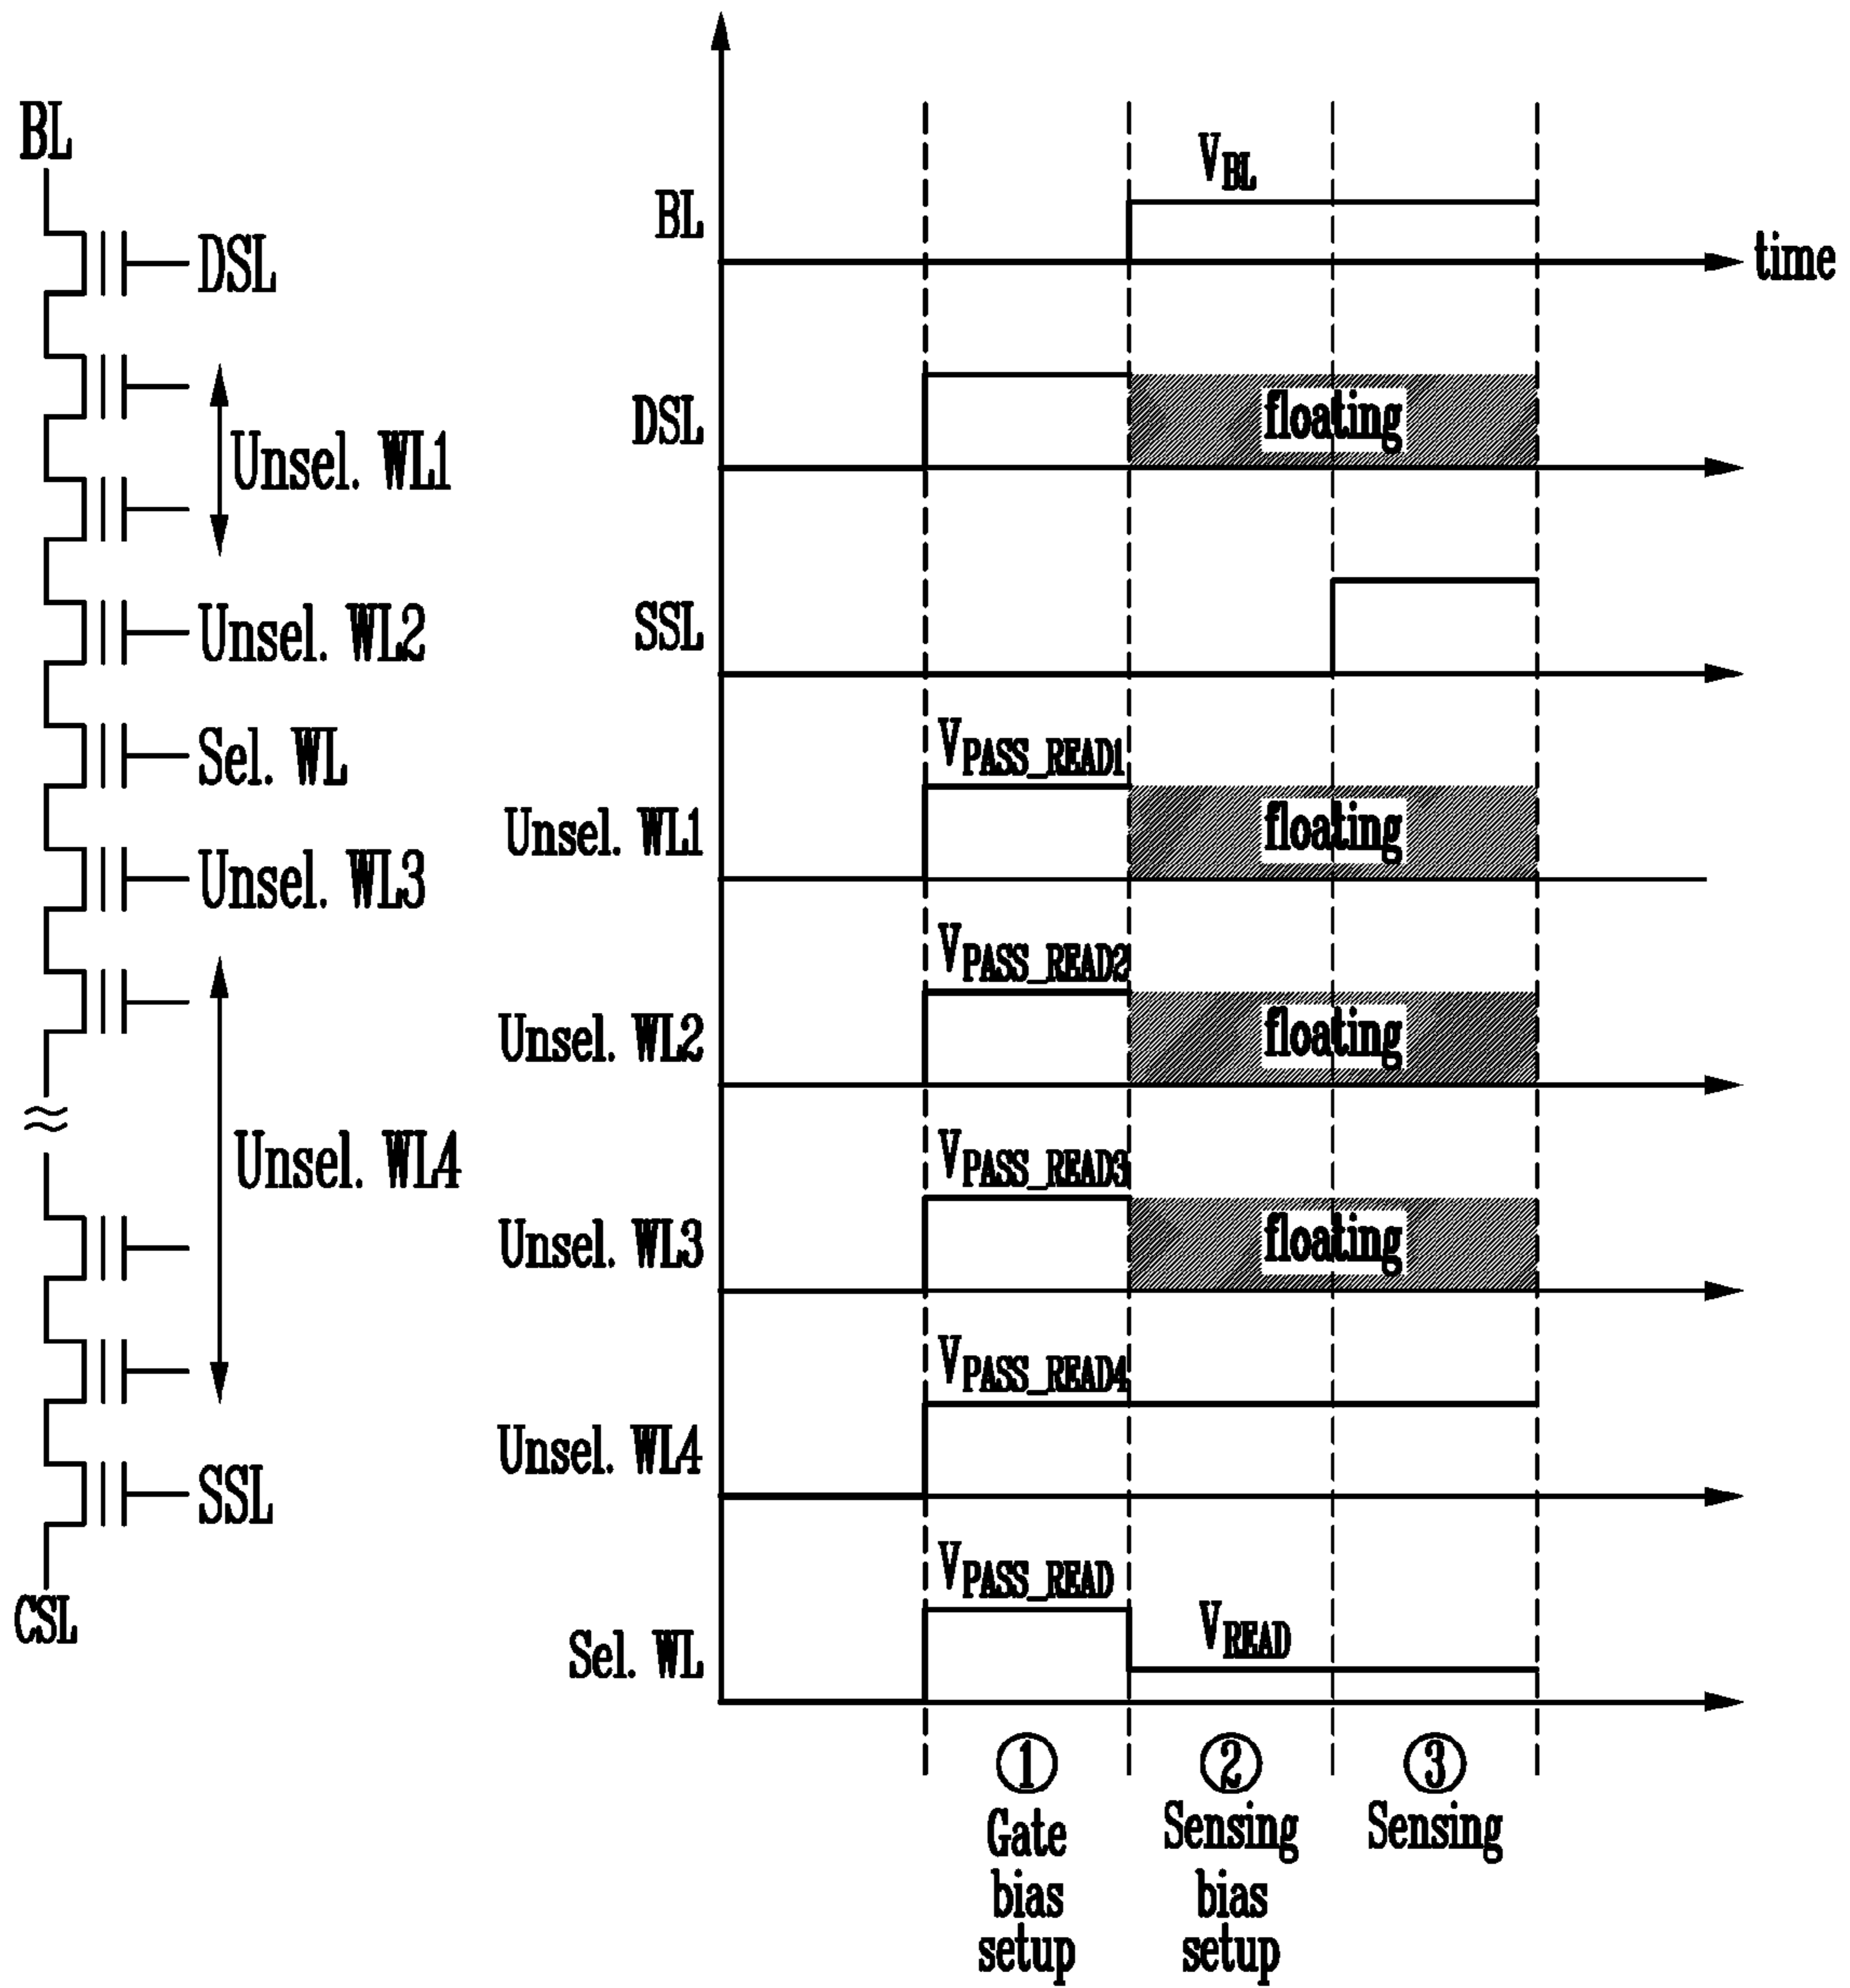 BL
DSL
Unsel. WL1
Unsel. WL2
Sel. WL
Unsel. WL3
Unsel. WL4
SSL
CSL
BL
VBL
time
DSL
floating
SSL
VPASS_READ1
Unsel. WL1
floating
VPASS_READ2
Unsel. WL2
floating
VPASS_READ3
Unsel. WL3
floating
VPASS_READ4
Unsel. WL4
VPASS_READ
Sel. WL
VREAD
① ② ③
Gate bias setup
Sensing bias setup
Sensing